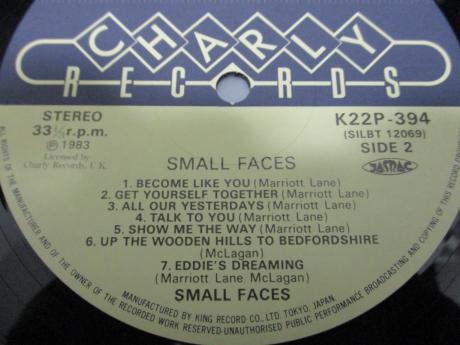 CHARLY
RECORDS
STEREO
33⅓ r.p.m.
Ⓟ1983
Licensed by
Charly Records, U.K.
K22P-394
(SILBT 12069)
SIDE 2
JASRAC
SMALL FACES
1. BECOME LIKE YOU (Marriott Lane)
2. GET YOURSELF TOGETHER (Marriott Lane)
3. ALL OUR YESTERDAYS (Marriott Lane)
4. TALK TO YOU (Marriott Lane)
5. SHOW ME THE WAY (Marriott Lane)
6. UP THE WOODEN HILLS TO BEDFORDSHIRE
(McLagan)
7. EDDIE'S DREAMING
(Marriott Lane McLagan)
SMALL FACES
MANUFACTURED BY KING RECORD CO., LTD. TOKYO, JAPAN.
ALL RIGHTS OF THE MANUFACTURER AND OF THE OWNER OF THE RECORDED WORK RESERVED-UNAUTHORISED PUBLIC PERFORMANCE BROADCASTING AND COPYING OF THIS RECORD PROHIBITED